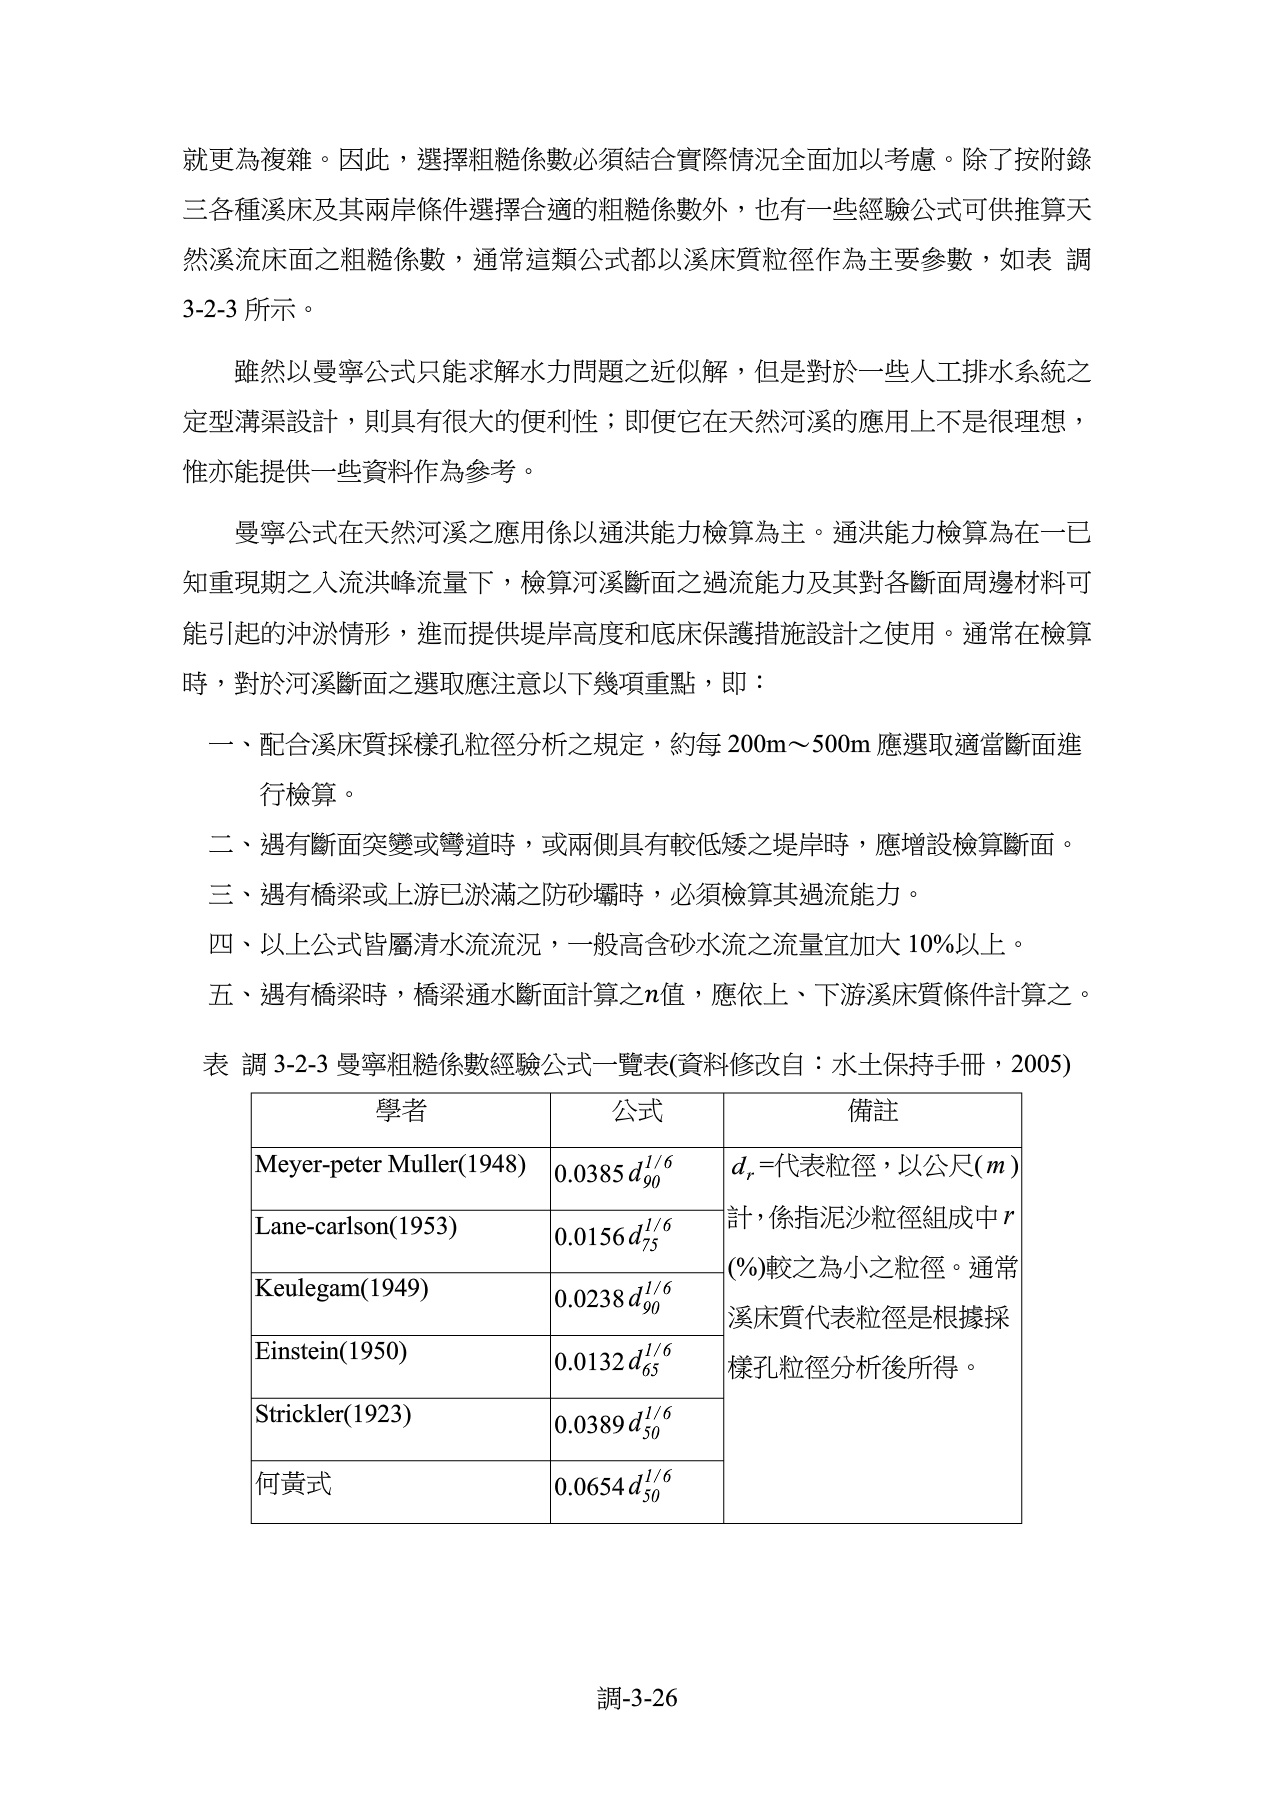 就更為複雜。因此，選擇粗糙係數必須結合實際情況全面加以考慮。除了按附錄
三各種溪床及其兩岸條件選擇合適的粗糙係數外，也有一些經驗公式可供推算天
然溪流床面之粗糙係數，通常這類公式都以溪床質粒徑作為主要參數，如表 調
3-2-3 所示。
雖然以曼寧公式只能求解水力問題之近似解，但是對於一些人工排水系統之
定型溝渠設計，則具有很大的便利性；即便它在天然河溪的應用上不是很理想，
惟亦能提供一些資料作為參考。
曼寧公式在天然河溪之應用係以通洪能力檢算為主。通洪能力檢算為在一已
知重現期之入流洪峰流量下，檢算河溪斷面之過流能力及其對各斷面周邊材料可
能引起的沖淤情形，進而提供堤岸高度和底床保護措施設計之使用。通常在檢算
時，對於河溪斷面之選取應注意以下幾項重點，即：
一、配合溪床質採樣孔粒徑分析之規定，約每 200m～500m 應選取適當斷面進
行檢算。
二、遇有斷面突變或彎道時，或兩側具有較低矮之堤岸時，應增設檢算斷面。
三、遇有橋梁或上游已淤滿之防砂壩時，必須檢算其過流能力。
四、以上公式皆屬清水流流況，一般高含砂水流之流量宜加大 10%以上。
五、遇有橋梁時，橋梁通水斷面計算之n值，應依上、下游溪床質條件計算之。
表 調 3-2-3 曼寧粗糙係數經驗公式一覽表(資料修改自：水土保持手冊，2005)
學者 公式 備註
Meyer-peter Muller(1948) 0.0385 d_{90}^{1/6}
Lane-carlson(1953) 0.0156 d_{75}^{1/6}
Keulegam(1949) 0.0238 d_{90}^{1/6}
Einstein(1950) 0.0132 d_{65}^{1/6}
Strickler(1923) 0.0389 d_{50}^{1/6}
何黃式 0.0654 d_{50}^{1/6}
d_r =代表粒徑，以公尺( m )
計，係指泥沙粒徑組成中 r
(%)較之為小之粒徑。通常
溪床質代表粒徑是根據採
樣孔粒徑分析後所得。
調-3-26